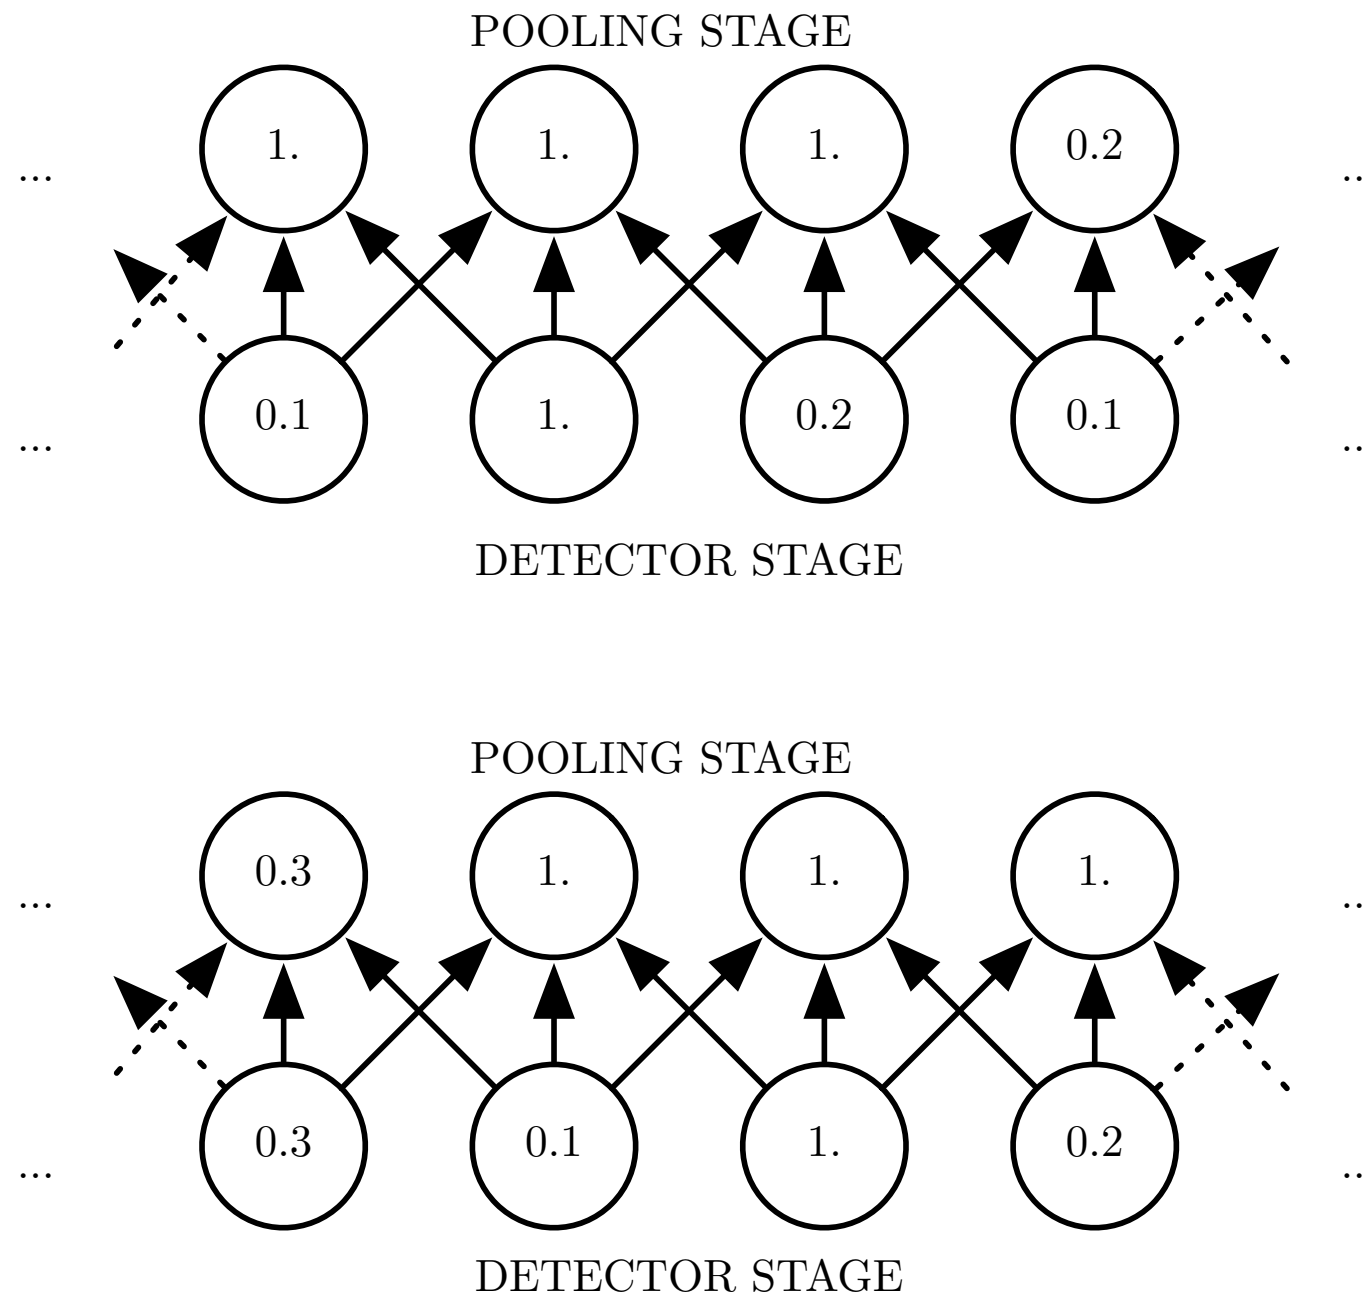 POOLING STAGE
... 1. 1. 1. 0.2 ..
... 0.1 1. 0.2 0.1 ..
DETECTOR STAGE
POOLING STAGE
... 0.3 1. 1. 1. ..
... 0.3 0.1 1. 0.2 ..
DETECTOR STAGE